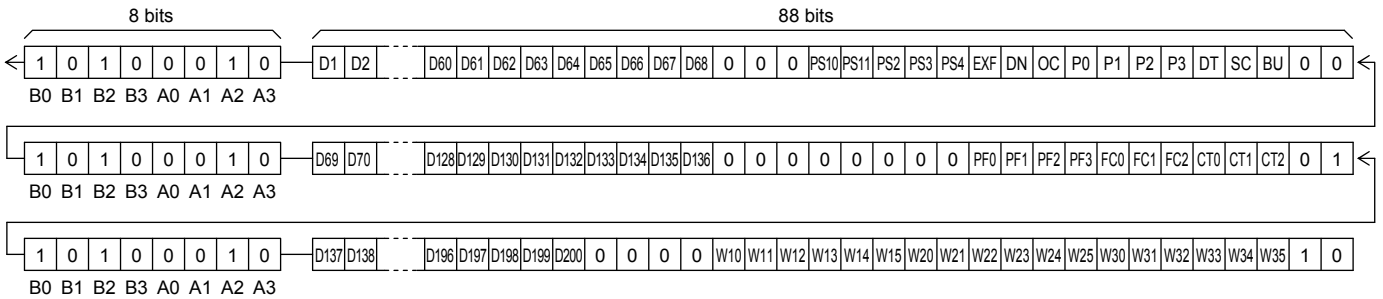 8 bits 88 bits
1 0 1 0 0 0 1 0 D1 D2 D60 D61 D62 D63 D64 D65 D66 D67 D68 0 0 0 PS10 PS11 PS2 PS3 PS4 EXF DN OC P0 P1 P2 P3 DT SC BU 0 0
B0 B1 B2 B3 A0 A1 A2 A3
1 0 1 0 0 0 1 0 D69 D70 D128 D129 D130 D131 D132 D133 D134 D135 D136 0 0 0 0 0 0 0 0 PF0 PF1 PF2 PF3 FC0 FC1 FC2 CT0 CT1 CT2 0 1
B0 B1 B2 B3 A0 A1 A2 A3
1 0 1 0 0 0 1 0 D137 D138 D196 D197 D198 D199 D200 0 0 0 0 W10 W11 W12 W13 W14 W15 W20 W21 W22 W23 W24 W25 W30 W31 W32 W33 W34 W35 1 0
B0 B1 B2 B3 A0 A1 A2 A3